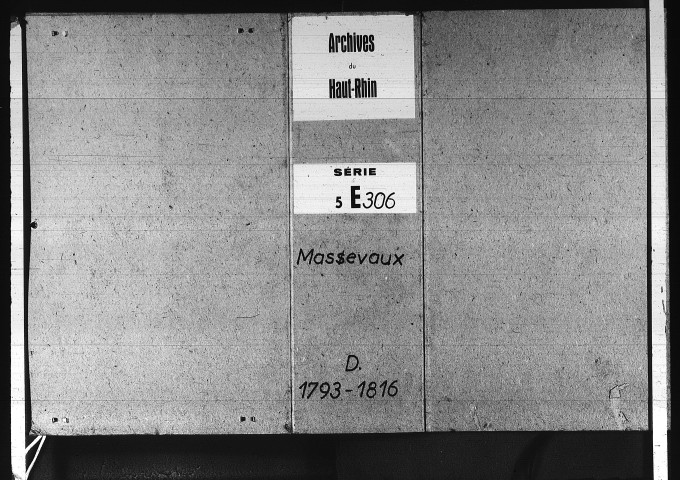 Archives
du
Haut-Rhin
SÉRIE
5 E 306
Massevaux
D.
1793-1816